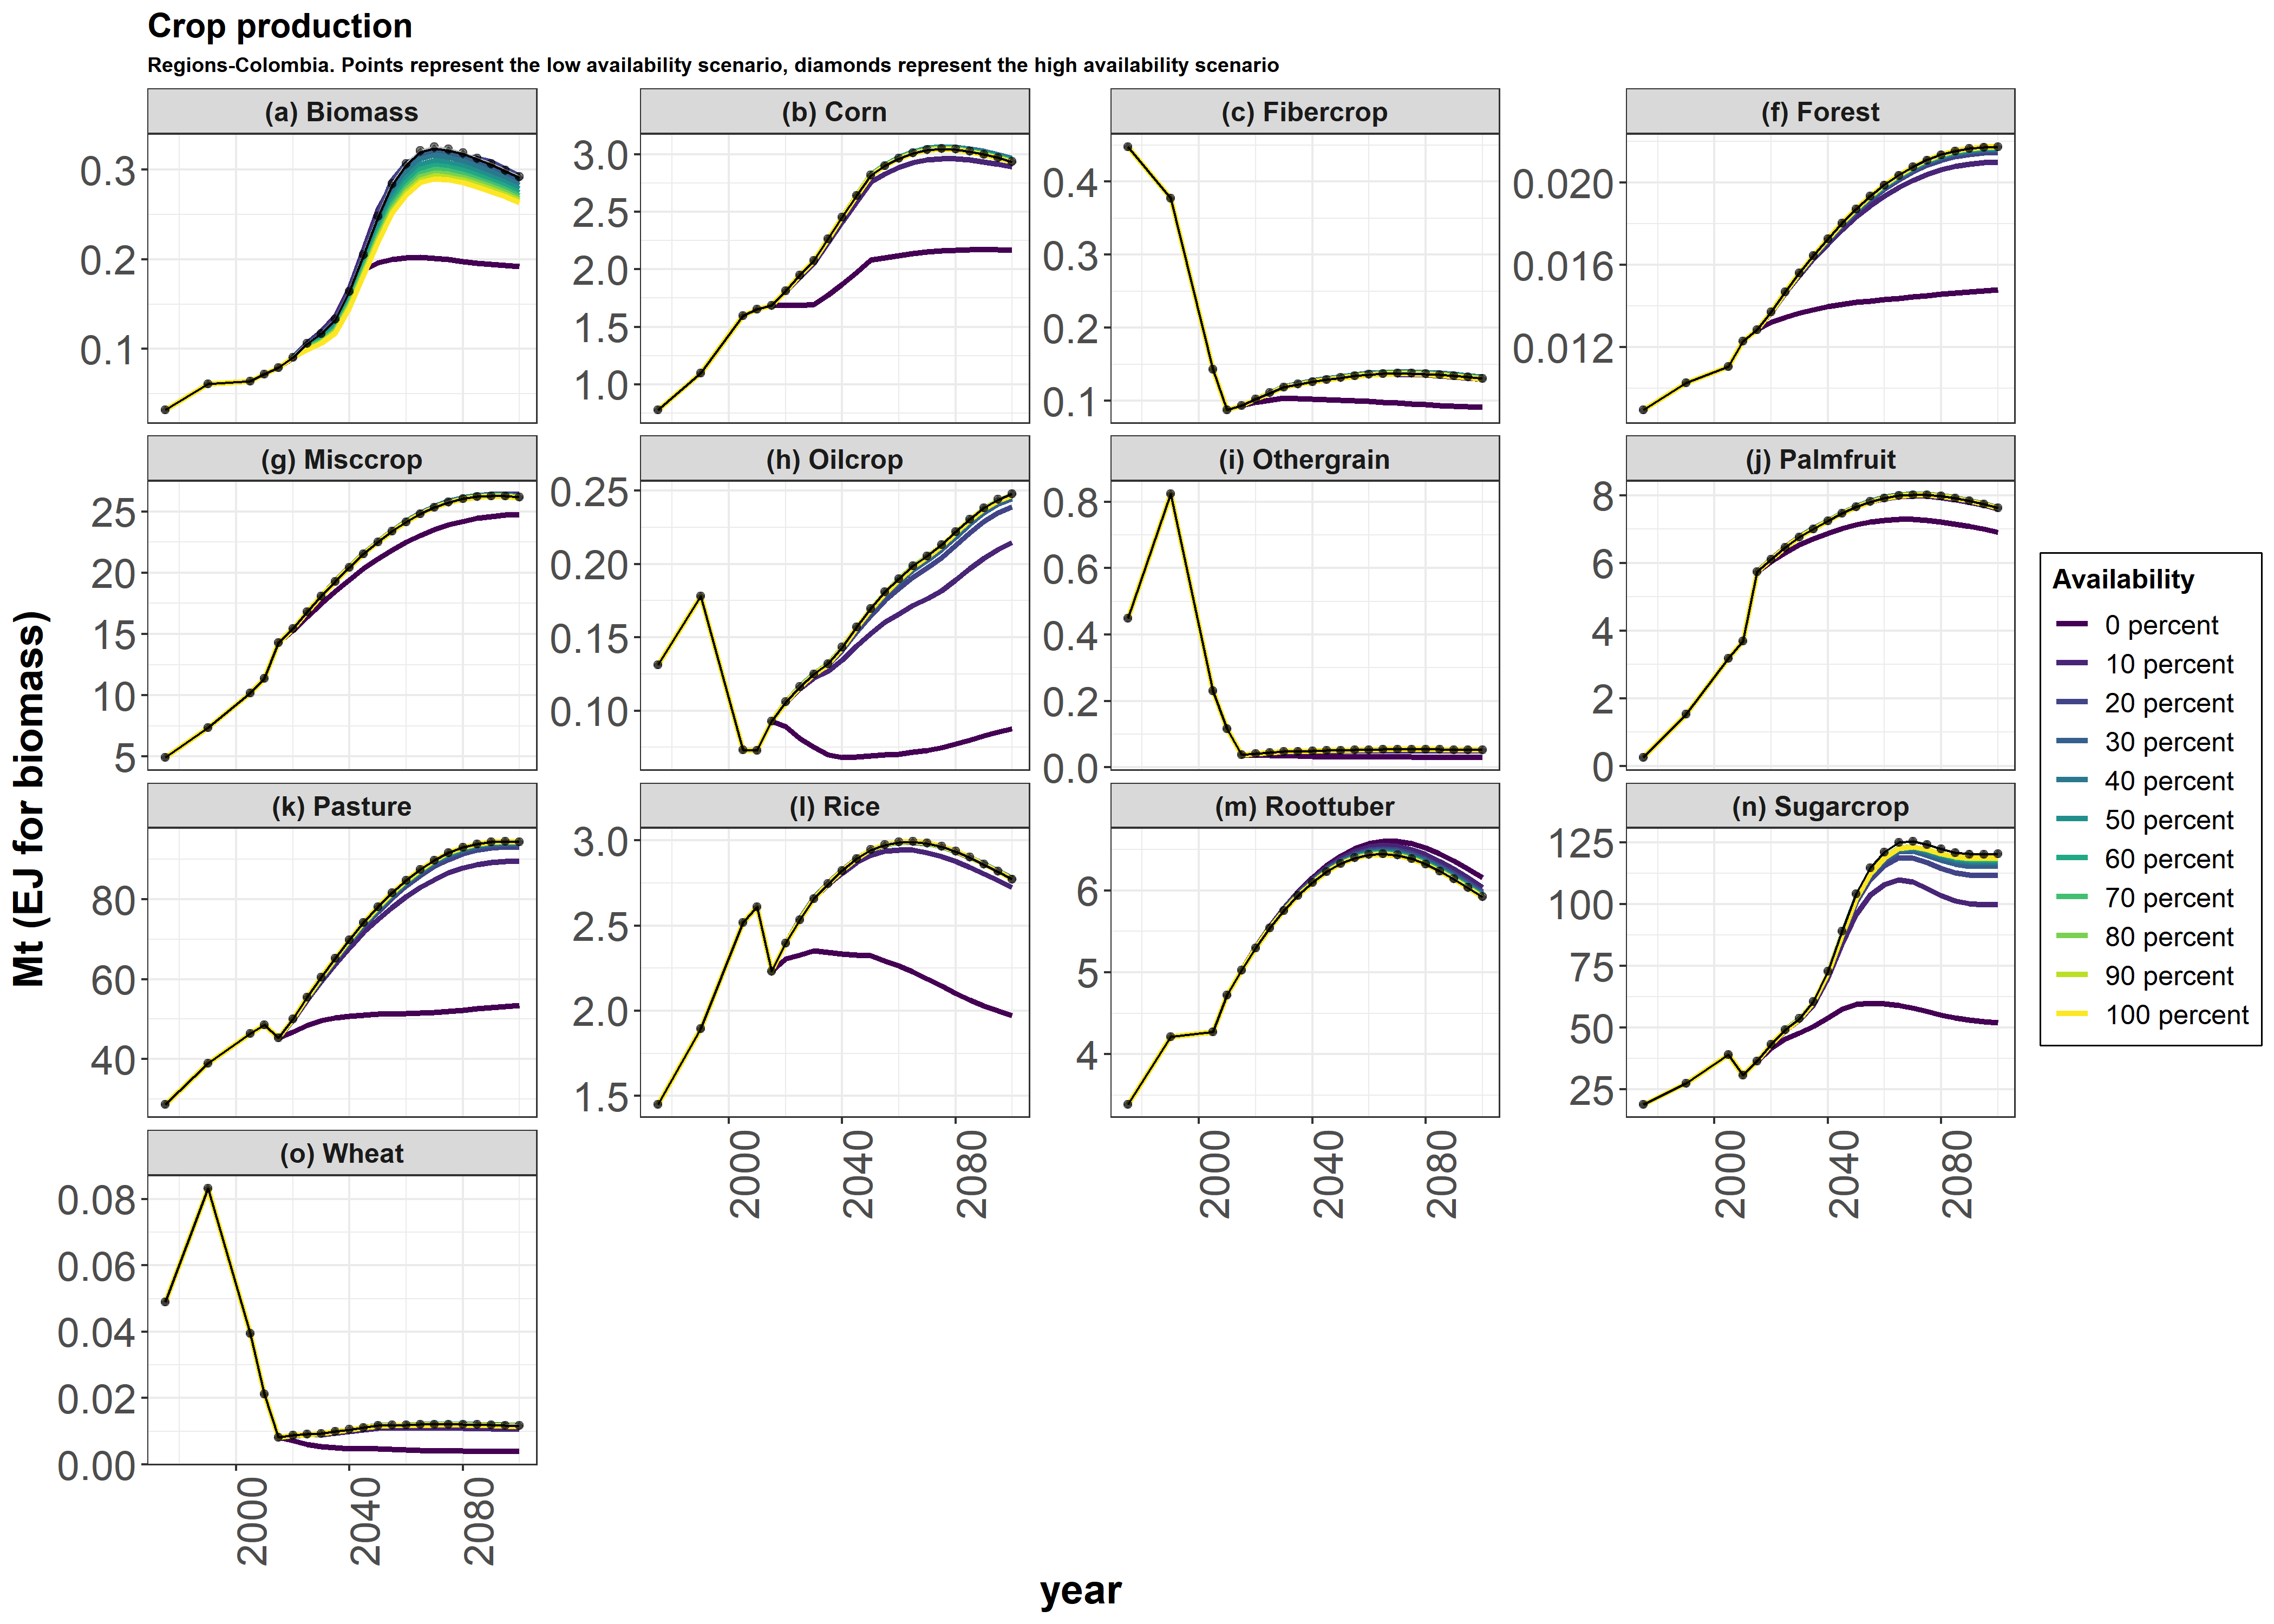 Crop production
Regions-Colombia. Points represent the low availability scenario, diamonds represent the high availability scenario
(a) Biomass
0.3
0.2
0.1
(b) Corn
3.0
2.5
2.0
1.5
1.0
(c) Fibercrop
0.4
0.3
0.2
0.1
(f) Forest
0.020
0.016
0.012
(g) Misccrop
25
20
15
10
5
(h) Oilcrop
0.25
0.20
0.15
0.10
(i) Othergrain
0.8
0.6
0.4
0.2
0.0
(j) Palmfruit
8
6
4
2
0
(k) Pasture
80
60
40
(l) Rice
3.0
2.5
2.0
1.5
2000
2040
2080
(m) Roottuber
6
5
4
2000
2040
2080
(n) Sugarcrop
125
100
75
50
25
2000
2040
2080
(o) Wheat
0.08
0.06
0.04
0.02
0.00
2000
2040
2080
Mt (EJ for biomass)
year
Availability
0 percent
10 percent
20 percent
30 percent
40 percent
50 percent
60 percent
70 percent
80 percent
90 percent
100 percent